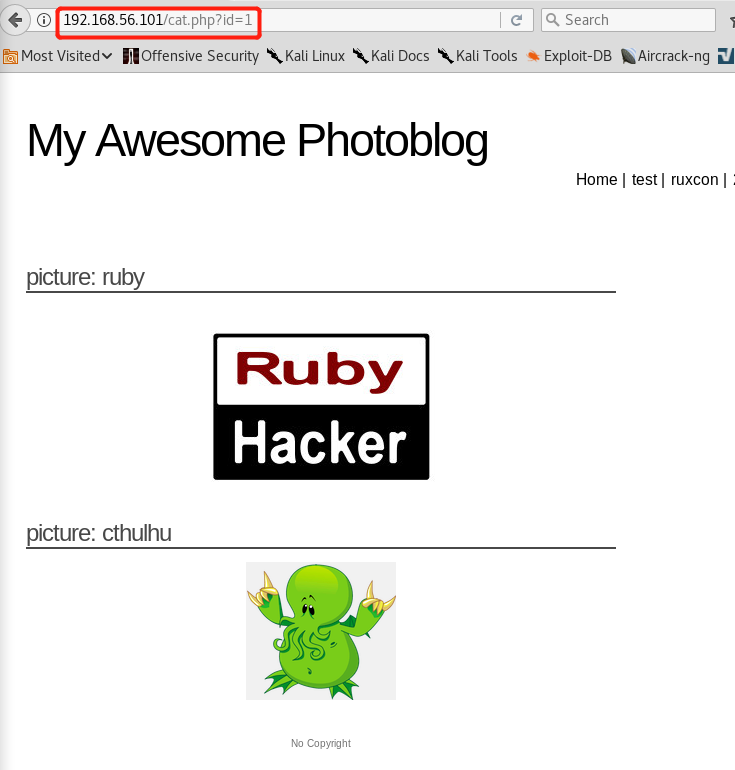 192.168.56.101/cat.php?id=1 Search
Most Visited Offensive Security Kali Linux Kali Docs Kali Tools Exploit-DB Aircrack-ng
My Awesome Photoblog
Home | test | ruxcon |
picture: ruby
Ruby
Hacker
picture: cthulhu
No Copyright